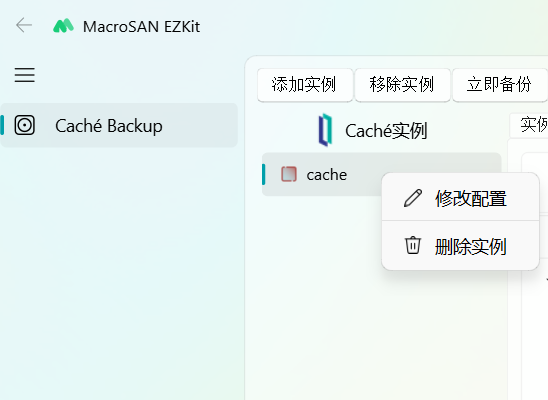 MacroSAN EZKit
添加实例 移除实例 立即备份
Caché Backup
Caché实例 实例
cache
修改配置
删除实例